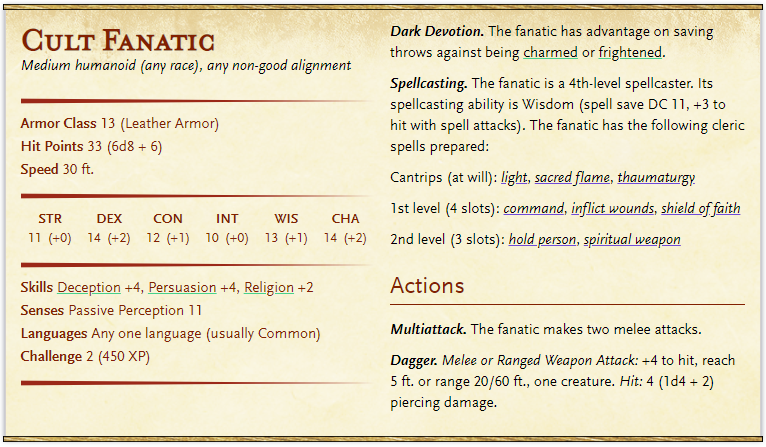 Cult Fanatic
Medium humanoid (any race), any non-good alignment
Armor Class 13 (Leather Armor)
Hit Points 33 (6d8 + 6)
Speed 30 ft.
STR DEX CON INT WIS CHA
11 (+0) 14 (+2) 12 (+1) 10 (+0) 13 (+1) 14 (+2)
Skills Deception +4, Persuasion +4, Religion +2
Senses Passive Perception 11
Languages Any one language (usually Common)
Challenge 2 (450 XP)
Dark Devotion. The fanatic has advantage on saving
throws against being charmed or frightened.
Spellcasting. The fanatic is a 4th-level spellcaster. Its
spellcasting ability is Wisdom (spell save DC 11, +3 to
hit with spell attacks). The fanatic has the following cleric
spells prepared:
Cantrips (at will): light, sacred flame, thaumaturgy
1st level (4 slots): command, inflict wounds, shield of faith
2nd level (3 slots): hold person, spiritual weapon
Actions
Multiattack. The fanatic makes two melee attacks.
Dagger. Melee or Ranged Weapon Attack: +4 to hit, reach
5 ft. or range 20/60 ft., one creature. Hit: 4 (1d4 + 2)
piercing damage.